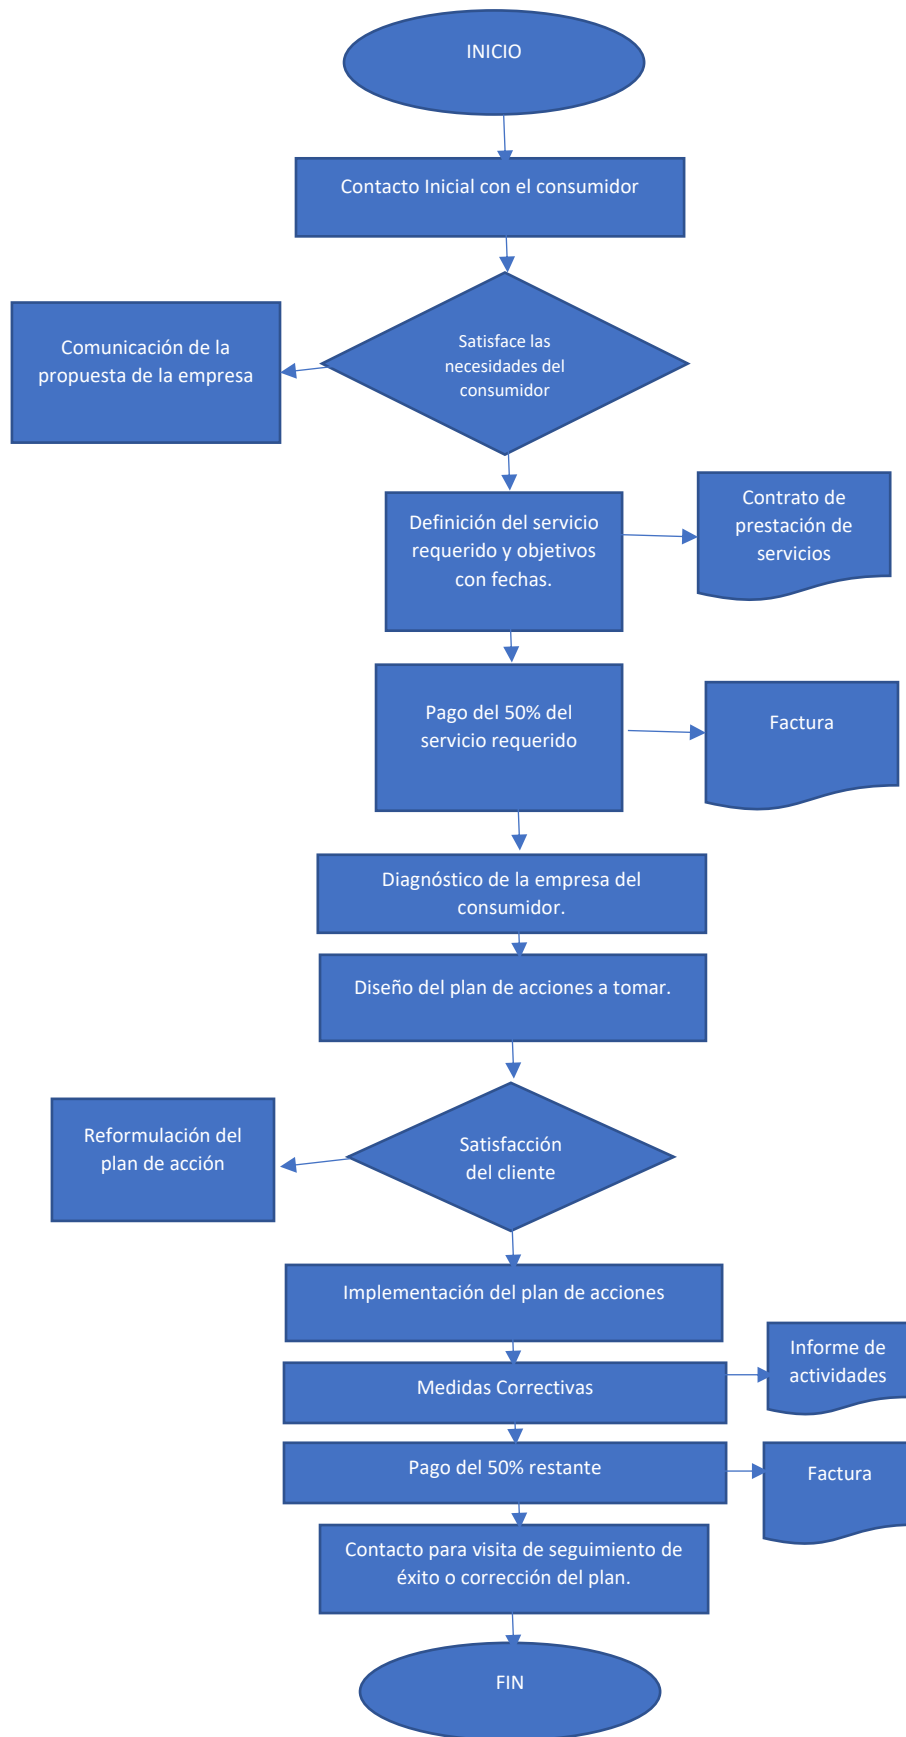 INICIO
Contacto Inicial con el consumidor
Satisface las
necesidades del
consumidor
Comunicación de la
propuesta de la empresa
Definición del servicio
requerido y objetivos
con fechas.
Contrato de
prestación de
servicios
Pago del 50% del
servicio requerido
Factura
Diagnóstico de la empresa del
consumidor.
Diseño del plan de acciones a tomar.
Satisfacción
del cliente
Reformulación del
plan de acción
Implementación del plan de acciones
Medidas Correctivas
Informe de
actividades
Pago del 50% restante
Factura
Contacto para visita de seguimiento de
éxito o corrección del plan.
FIN